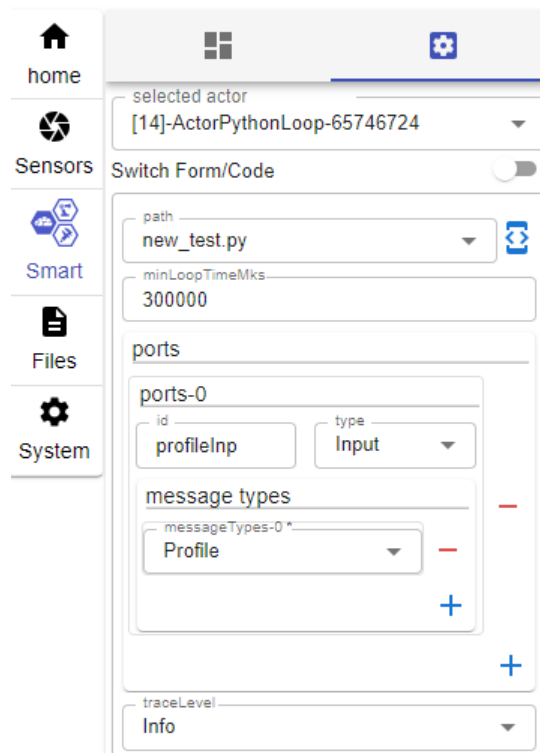 home
Sensors
Smart
Files
System
selected actor
[14]-ActorPythonLoop-65746724
Switch Form/Code
path
new_test.py
minLoopTimeMks
300000
ports
ports-0
id
profileInp
type
Input
message types
messageTypes-0 *
Profile
traceLevel
Info